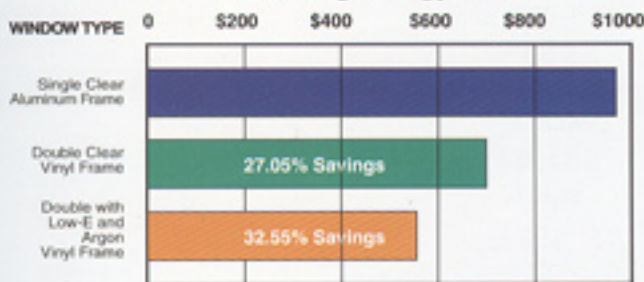 WINDOW TYPE 0 $200 $400 $600 $800 $1000
Single Clear
Aluminum Frame
Double Clear
Vinyl Frame
27.05% Savings
Double with
Low-E and
Argon
Vinyl Frame
32.55% Savings